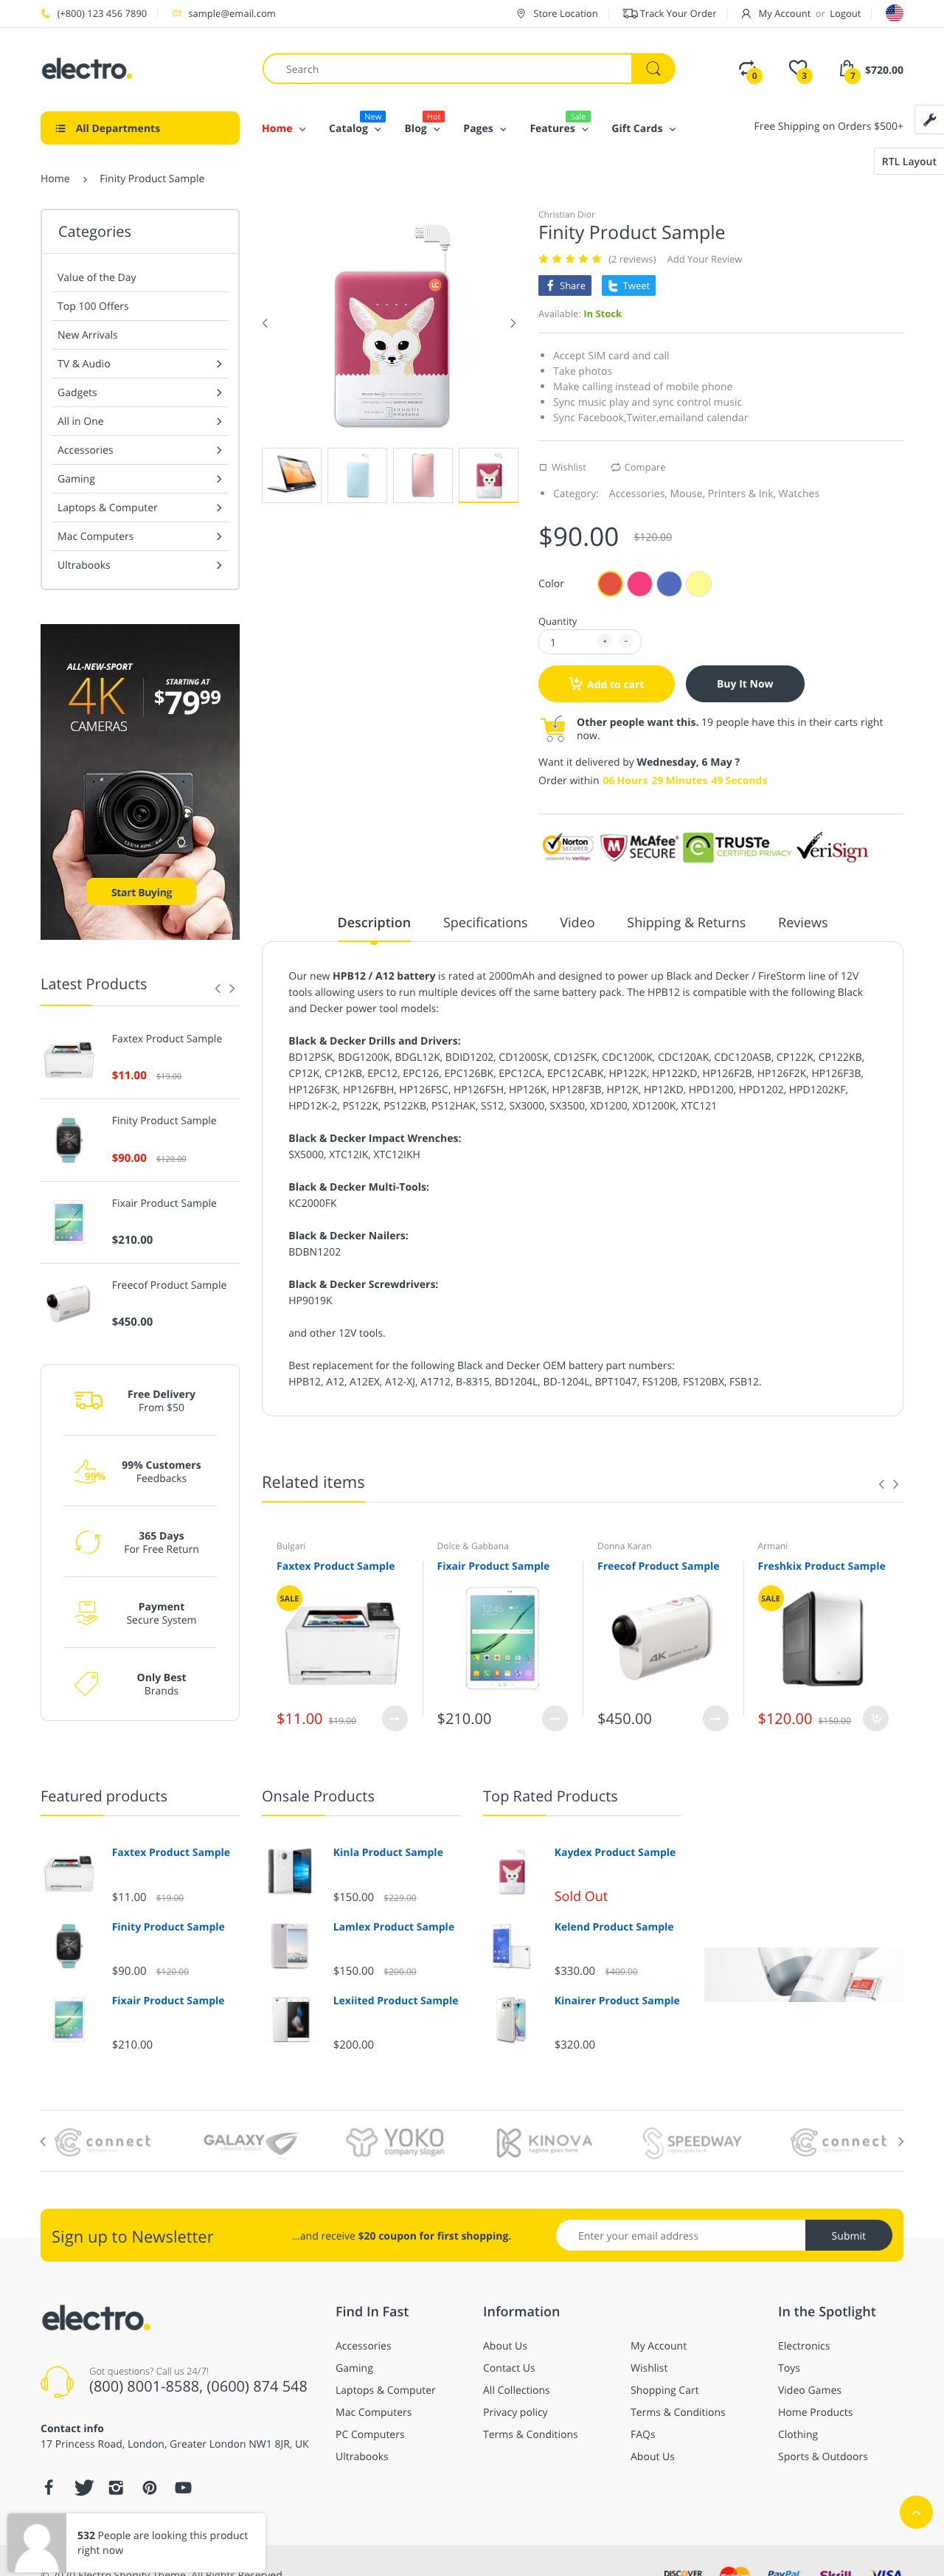 (+800) 123 456 7890
sample@email.com
Store Location
Track Your Order
My Account or Logout
electro.
Search
0
3
7
$720.00
All Departments
Home
Catalog
New
Blog
Hot
Pages
Features
Sale
Gift Cards
Free Shipping on Orders $500+
RTL Layout
Home > Finity Product Sample
Categories
Value of the Day
Top 100 Offers
New Arrivals
TV & Audio
Gadgets
All in One
Accessories
Gaming
Laptops & Computer
Mac Computers
Ultrabooks
ALL-NEW-SPORT
4K
CAMERAS
STARTING AT
$79 99
Start Buying
Latest Products
Faxtex Product Sample
$11.00 $19.00
Finity Product Sample
$90.00 $120.00
Fixair Product Sample
$210.00
Freecof Product Sample
$450.00
Free Delivery
From $50
99%
99% Customers
Feedbacks
365 Days
For Free Return
Payment
Secure System
Only Best
Brands
LC
Christian Dior
Finity Product Sample
(2 reviews) Add Your Review
Share
Tweet
Available: In Stock
Accept SIM card and call
Take photos
Make calling instead of mobile phone
Sync music play and sync control music
Sync Facebook,Twiter,emailand calendar
Wishlist
Compare
Category: Accessories, Mouse, Printers & Ink, Watches
$90.00 $120.00
Color
Quantity
1 + -
Add to cart
Buy It Now
Other people want this. 19 people have this in their carts right
now.
Want it delivered by Wednesday, 6 May ?
Order within 06 Hours 29 Minutes 49 Seconds
Norton
SECURED
powered by VeriSign
McAfee
SECURE
TRUSTe
CERTIFIED PRIVACY
VeriSign
Description
Specifications
Video
Shipping & Returns
Reviews
Our new HPB12 / A12 battery is rated at 2000mAh and designed to power up Black and Decker / FireStorm line of 12V
tools allowing users to run multiple devices off the same battery pack. The HPB12 is compatible with the following Black
and Decker power tool models:
Black & Decker Drills and Drivers:
BD12PSK, BDG1200K, BDGL12K, BDID1202, CD1200SK, CD12SFK, CDC1200K, CDC120AK, CDC120ASB, CP122K, CP122KB,
CP12K, CP12KB, EPC12, EPC126, EPC126BK, EPC12CA, EPC12CABK, HP122K, HP122KD, HP126F2B, HP126F2K, HP126F3B,
HP126F3K, HP126FBH, HP126FSC, HP126FSH, HP126K, HP128F3B, HP12K, HP12KD, HPD1200, HPD1202, HPD1202KF,
HPD12K-2, PS122K, PS122KB, PS12HAK, SS12, SX3000, SX3500, XD1200, XD1200K, XTC121
Black & Decker Impact Wrenches:
SX5000, XTC12IK, XTC12IKH
Black & Decker Multi-Tools:
KC2000FK
Black & Decker Nailers:
BDBN1202
Black & Decker Screwdrivers:
HP9019K
and other 12V tools.
Best replacement for the following Black and Decker OEM battery part numbers:
HPB12, A12, A12EX, A12-XJ, A1712, B-8315, BD1204L, BD-1204L, BPT1047, FS120B, FS120BX, FSB12.
Related items
Bulgari
Faxtex Product Sample
SALE
$11.00 $19.00
Dolce & Gabbana
Fixair Product Sample
$210.00
Donna Karan
Freecof Product Sample
4K
$450.00
Armani
Freshkix Product Sample
SALE
$120.00 $150.00
Featured products
Faxtex Product Sample
$11.00 $19.00
Finity Product Sample
$90.00 $120.00
Fixair Product Sample
$210.00
Onsale Products
Kinla Product Sample
$150.00 $229.00
Lamlex Product Sample
$150.00 $200.00
Lexiited Product Sample
$200.00
Top Rated Products
Kaydex Product Sample
Sold Out
Kelend Product Sample
$330.00 $400.00
Kinairer Product Sample
$320.00
connect
GALAXY
CREATIVE AGENCY
YOKO
company slogan
KINOVA
tagline goes here
SPEEDWAY
connect
Sign up to Newsletter
...and receive $20 coupon for first shopping.
Enter your email address
Submit
electro.
Got questions? Call us 24/7!
(800) 8001-8588, (0600) 874 548
Contact info
17 Princess Road, London, Greater London NW1 8JR, UK
Find In Fast
Accessories
Gaming
Laptops & Computer
Mac Computers
PC Computers
Ultrabooks
Information
About Us
Contact Us
All Collections
Privacy policy
Terms & Conditions
My Account
Wishlist
Shopping Cart
Terms & Conditions
FAQs
About Us
In the Spotlight
Electronics
Toys
Video Games
Home Products
Clothing
Sports & Outdoors
532 People are looking this product
right now
© 2020 Electro Shopify Theme. All Rights Reserved.
DISCOVER
MasterCard
PayPal
Skrill
VISA